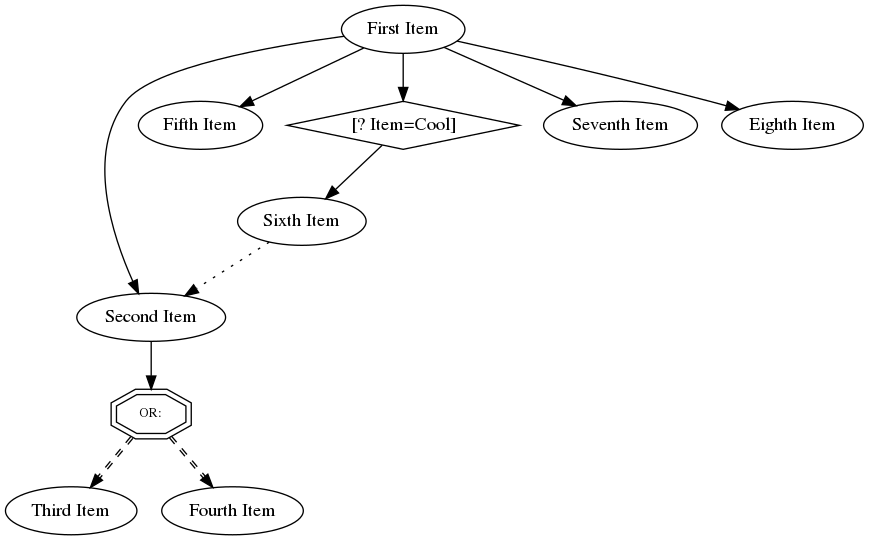 First Item
Fifth Item
[? Item=Cool]
Seventh Item
Eighth Item
Sixth Item
Second Item
OR:
Third Item
Fourth Item